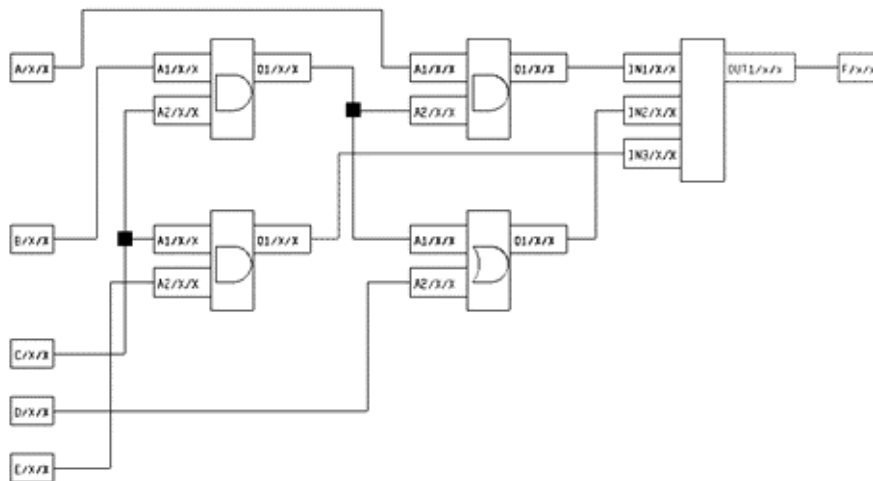 A/X/X
A1/X/X
O1/X/X
A2/X/X
A1/X/X
O1/X/X
A2/X/X
IN1/X/X
OUT1/x/x
F/x/x
IN2/X/X
IN3/X/X
B/X/X
A1/X/X
O1/X/X
A2/X/X
A1/X/X
O1/X/X
A2/X/X
C/X/X
D/X/X
E/X/X